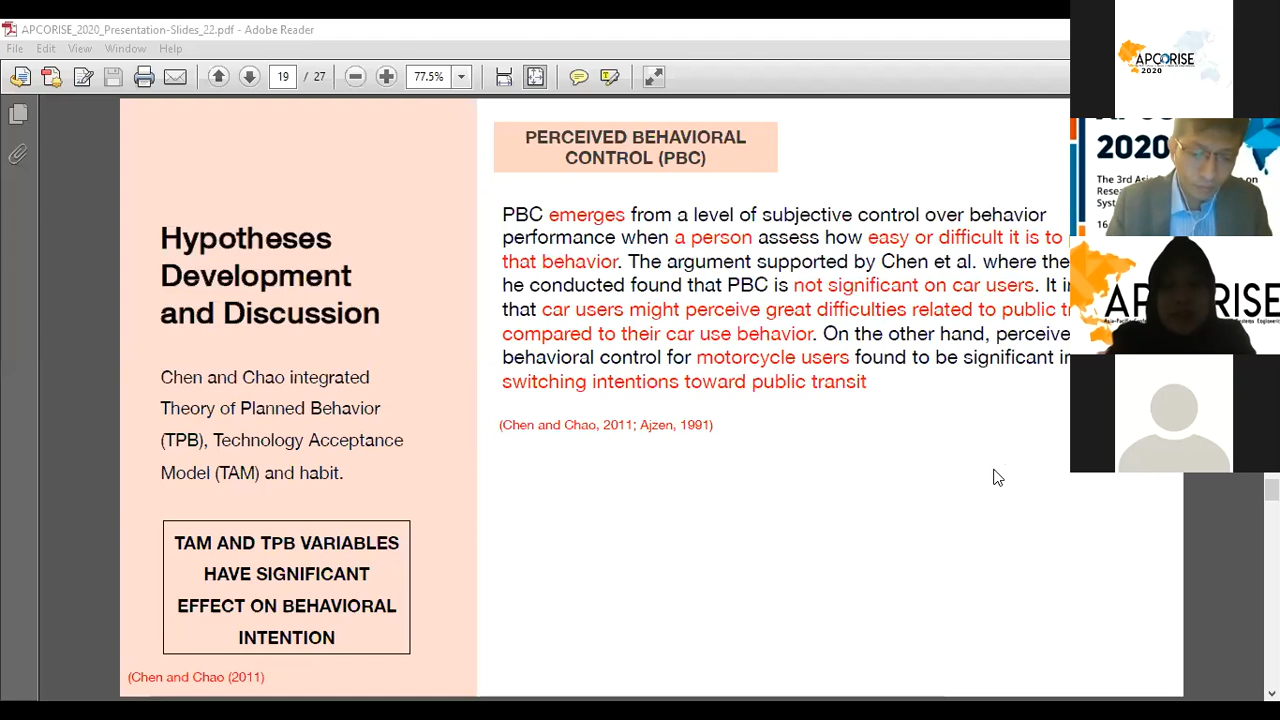 APCORISE_2020_Presentation-Slides_22.pdf - Adobe Reader
File Edit View Window Help
19 / 27 77.5%
Hypotheses
Development
and Discussion
Chen and Chao integrated
Theory of Planned Behavior
(TPB), Technology Acceptance
Model (TAM) and habit.
TAM AND TPB VARIABLES
HAVE SIGNIFICANT
EFFECT ON BEHAVIORAL
INTENTION
(Chen and Chao (2011)
PERCEIVED BEHAVIORAL
CONTROL (PBC)
PBC emerges from a level of subjective control over behavior
performance when a person assess how easy or difficult it is to
that behavior. The argument supported by Chen et al. where the
he conducted found that PBC is not significant on car users. It
that car users might perceive great difficulties related to public
compared to their car use behavior. On the other hand, perceive
behavioral control for motorcycle users found to be significant
switching intentions toward public transit
(Chen and Chao, 2011; Ajzen, 1991)
APCORISE
2020
2020
The 3rd
on
Rese
Syst
16
APCORISE